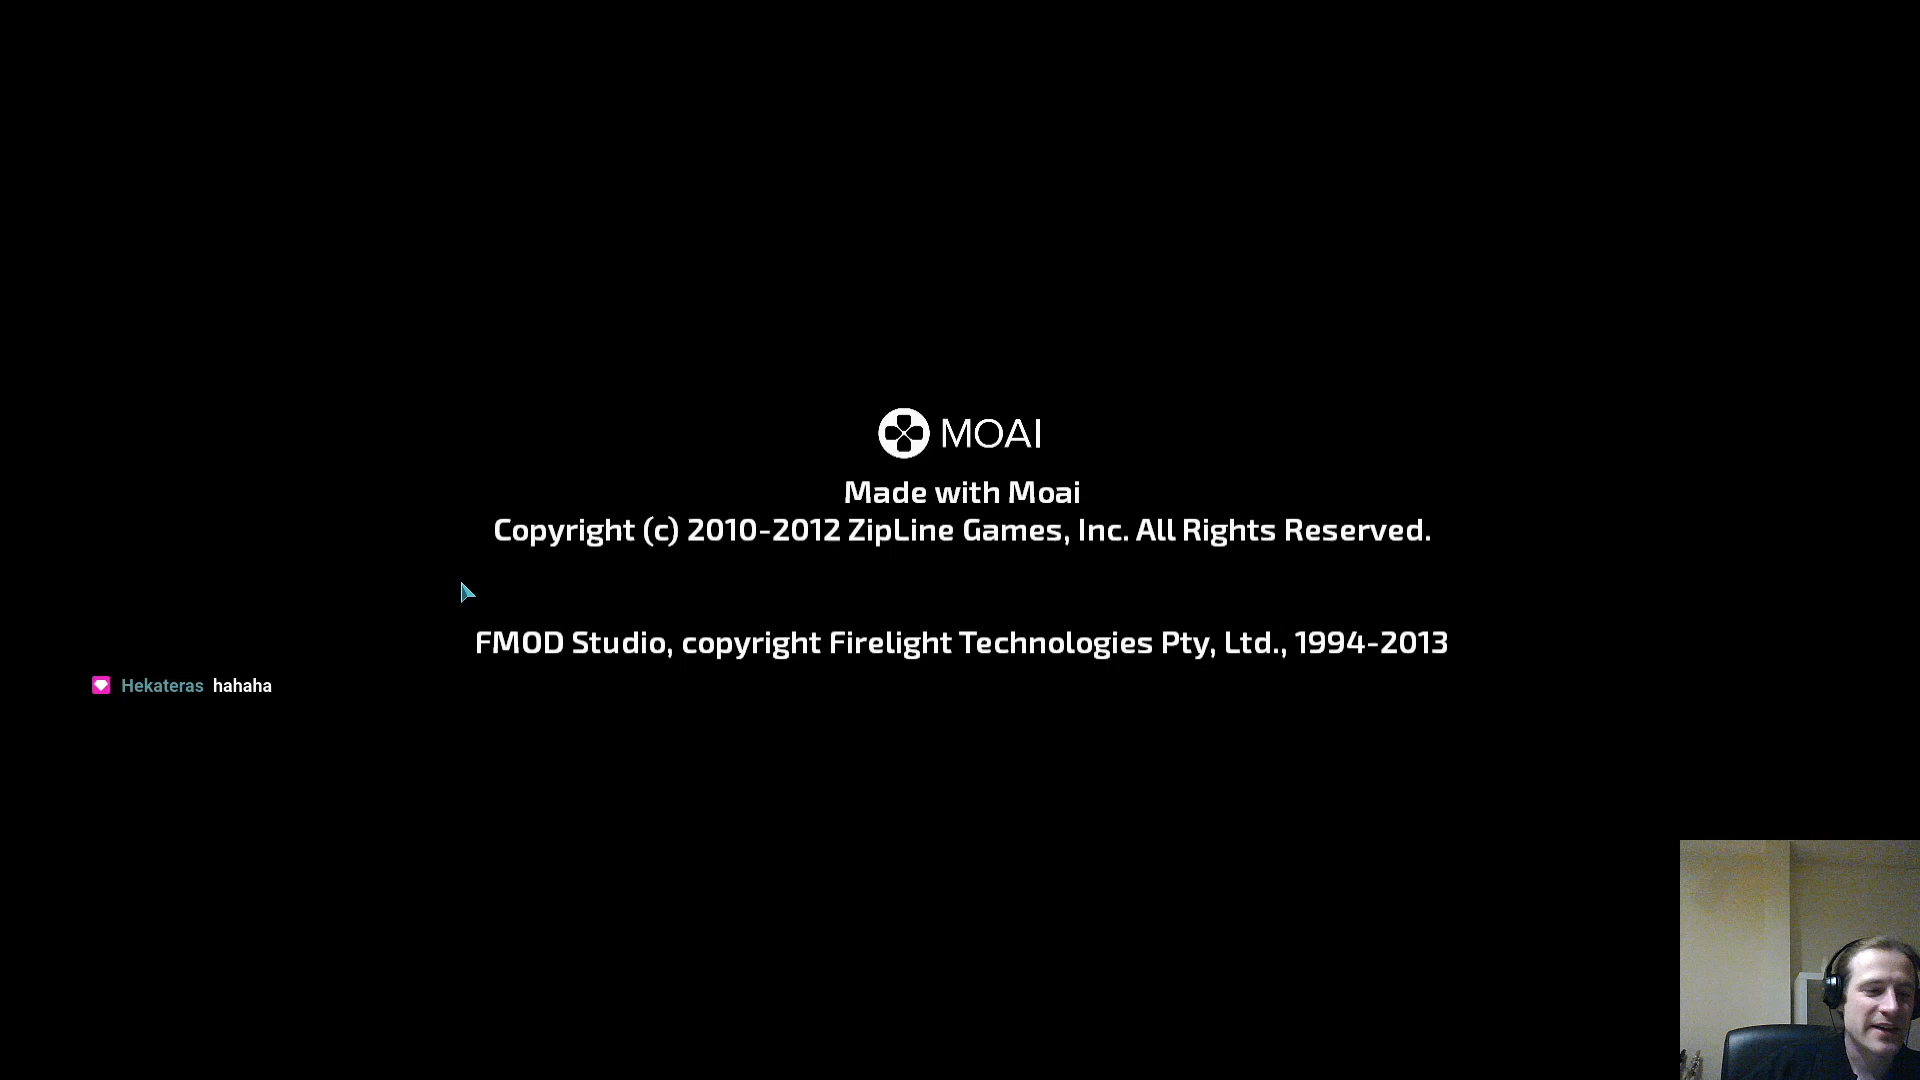 MOAI
Made with Moai
Copyright (c) 2010-2012 ZipLine Games, Inc. All Rights Reserved.
FMOD Studio, copyright Firelight Technologies Pty, Ltd., 1994-2013
Hekateras hahaha